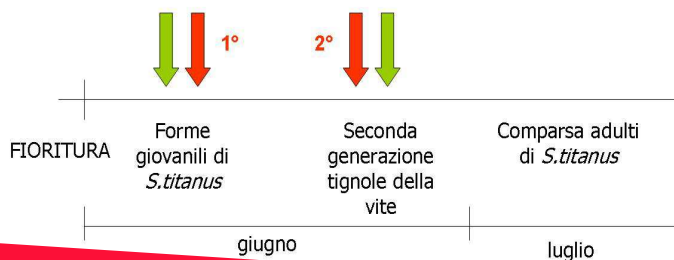 1°
2°
FIORITURA
Forme
giovanili di
S.titanus
Seconda
generazione
tignole della
vite
Comparsa adulti
di S.titanus
giugno
luglio